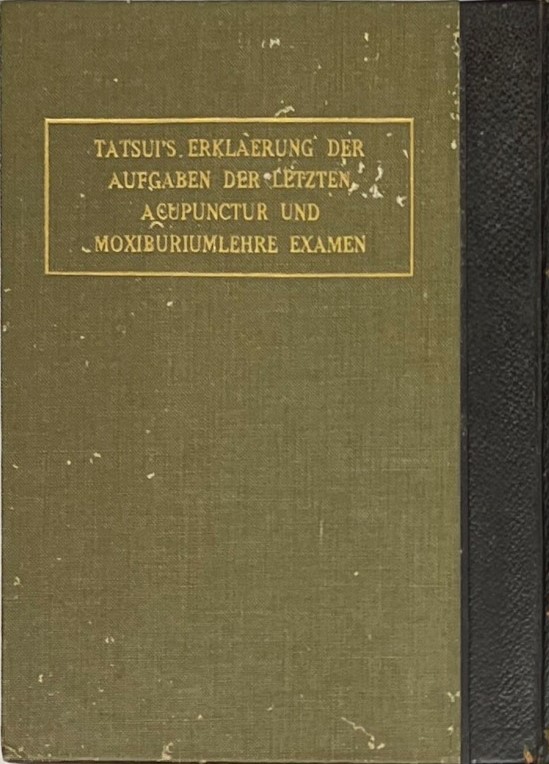 TATSUI'S ERKLAERUNG DER
AUFGABEN DER LETZTEN
ACUPUNCTUR UND
MOXIBURIUMLEHRE EXAMEN